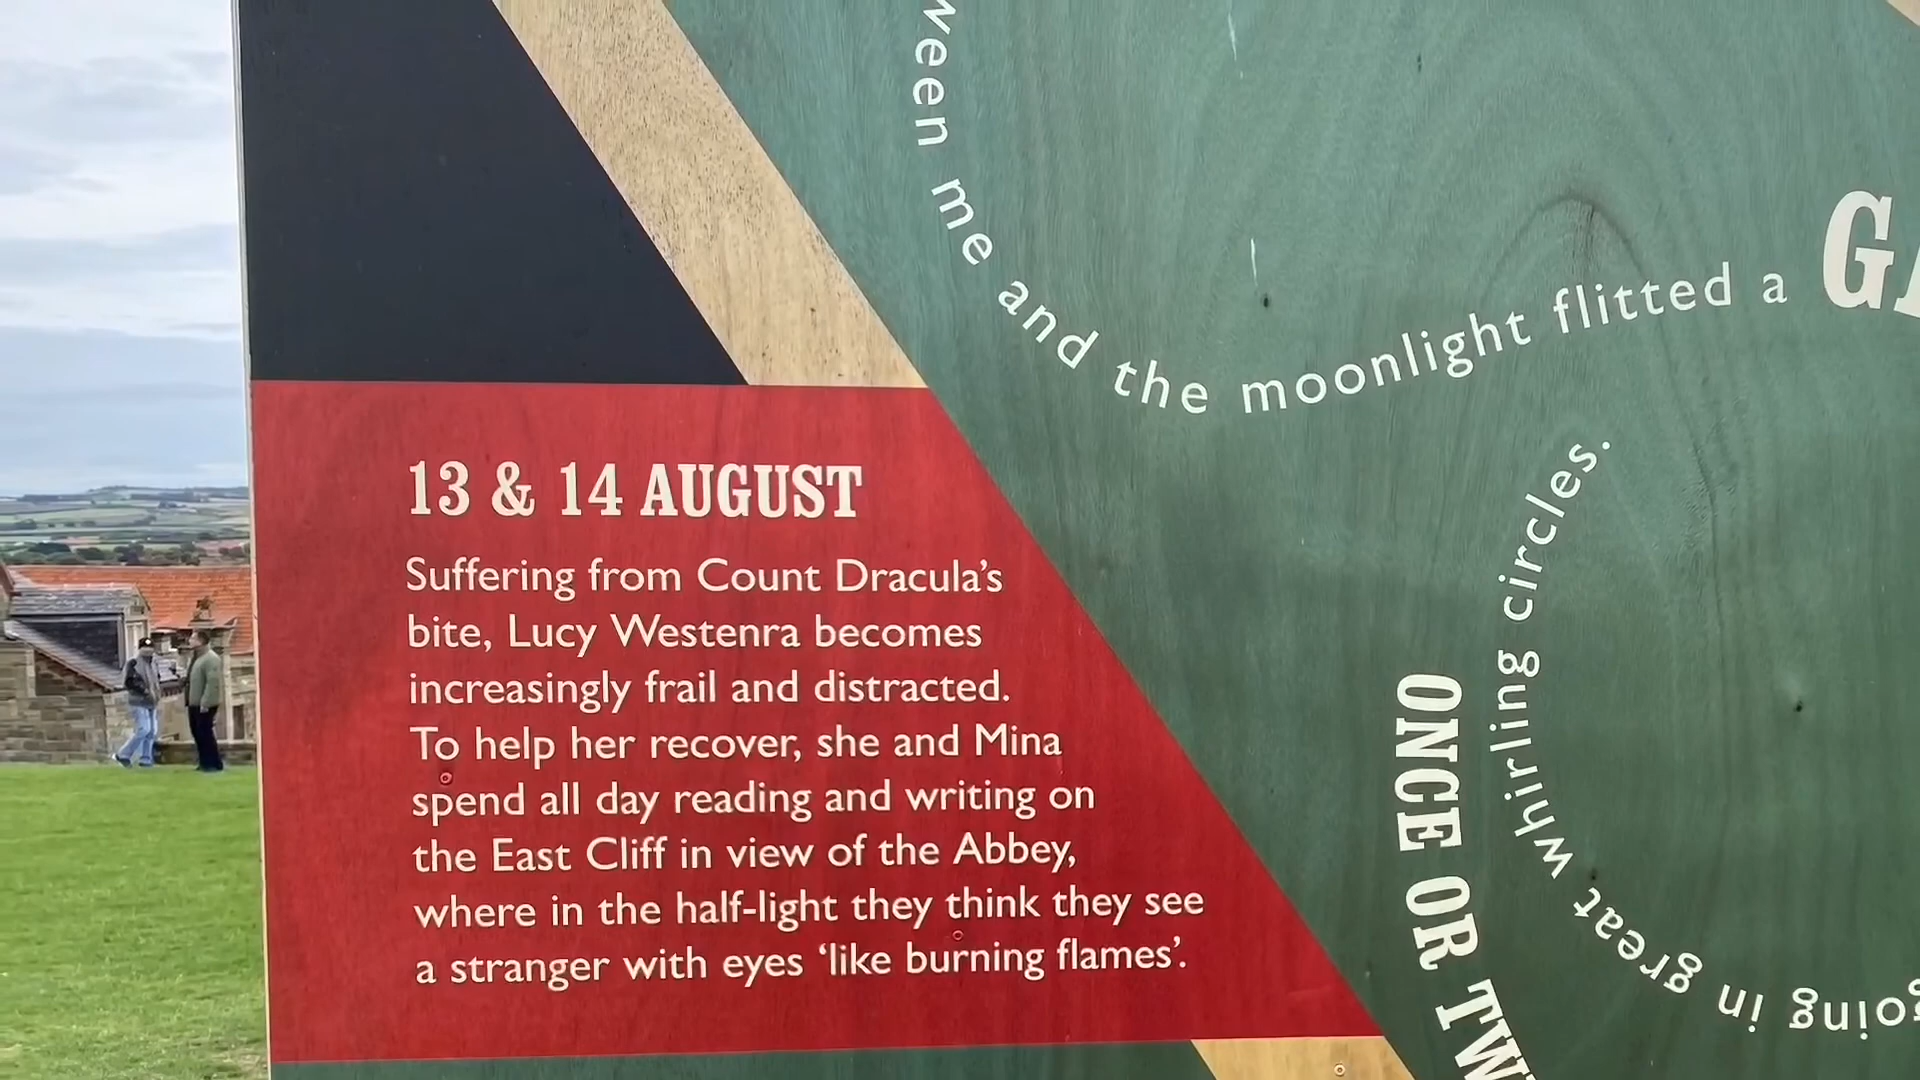 13 & 14 AUGUST
Suffering from Count Dracula’s
bite, Lucy Westenra becomes
increasingly frail and distracted.
To help her recover, she and Mina
spend all day reading and writing on
the East Cliff in view of the Abbey,
where in the half-light they think they see
a stranger with eyes ‘like burning flames’.
me and the moonlight flitted a
ONCE OR
in great whirling circles.